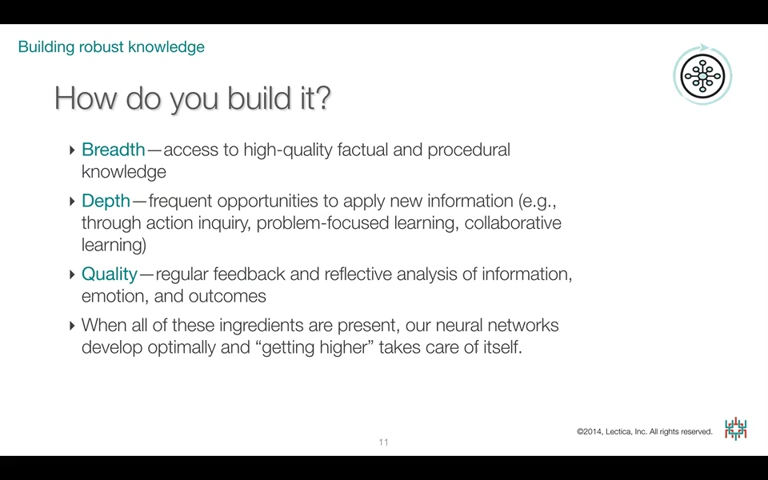 Building robust knowledge
How do you build it?
Breadth—access to high-quality factual and procedural
knowledge
Depth—frequent opportunities to apply new information (e.g.,
through action inquiry, problem-focused learning, collaborative
learning)
Quality—regular feedback and reflective analysis of information,
emotion, and outcomes
When all of these ingredients are present, our neural networks
develop optimally and “getting higher” takes care of itself.
©2014, Lectica, Inc. All rights reserved.
11